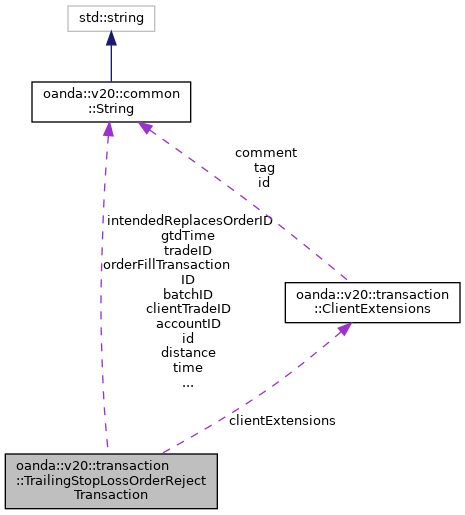 std::string
oanda::v20::common
::String
comment
tag
id
intendedReplacesOrderID
gtdTime
tradeID
orderFillTransaction
ID
batchID
clientTradeID
accountID
id
distance
time
...
oanda::v20::transaction
::ClientExtensions
clientExtensions
oanda::v20::transaction
::TrailingStopLossOrderReject
Transaction